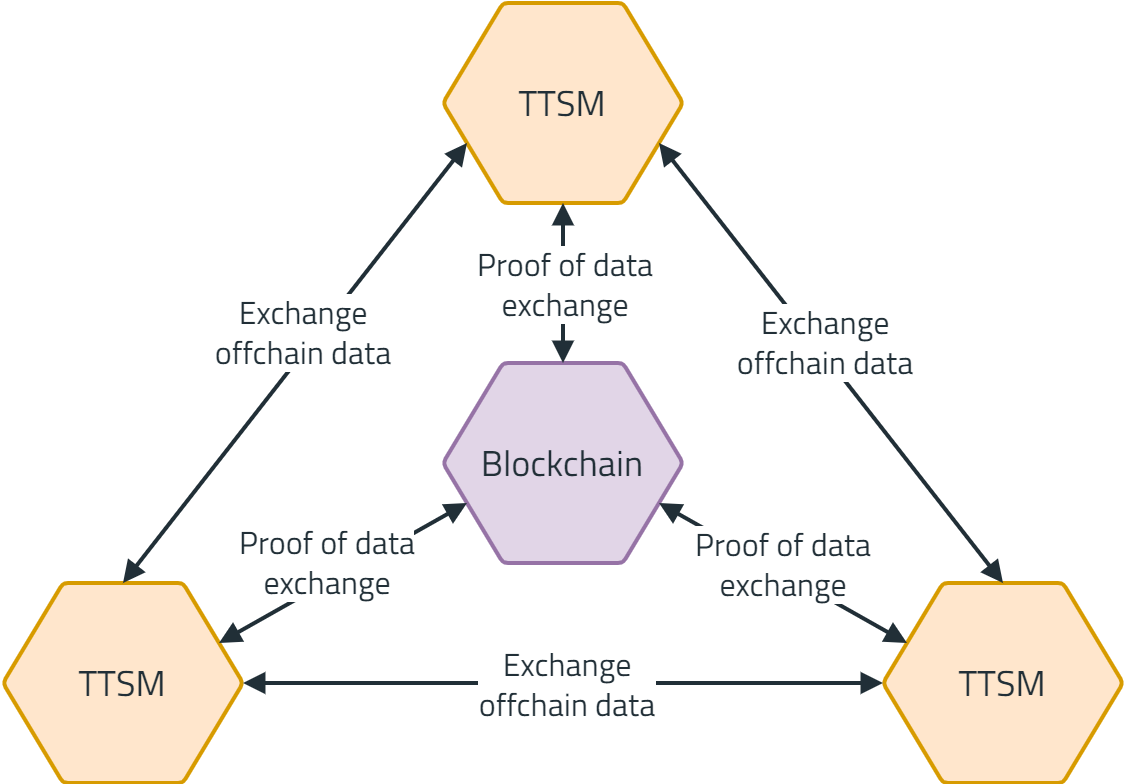 TTSM
Proof of data
exchange
Exchange
offchain data
Exchange
offchain data
Blockchain
Proof of data
exchange
Proof of data
exchange
TTSM
Exchange
offchain data
TTSM